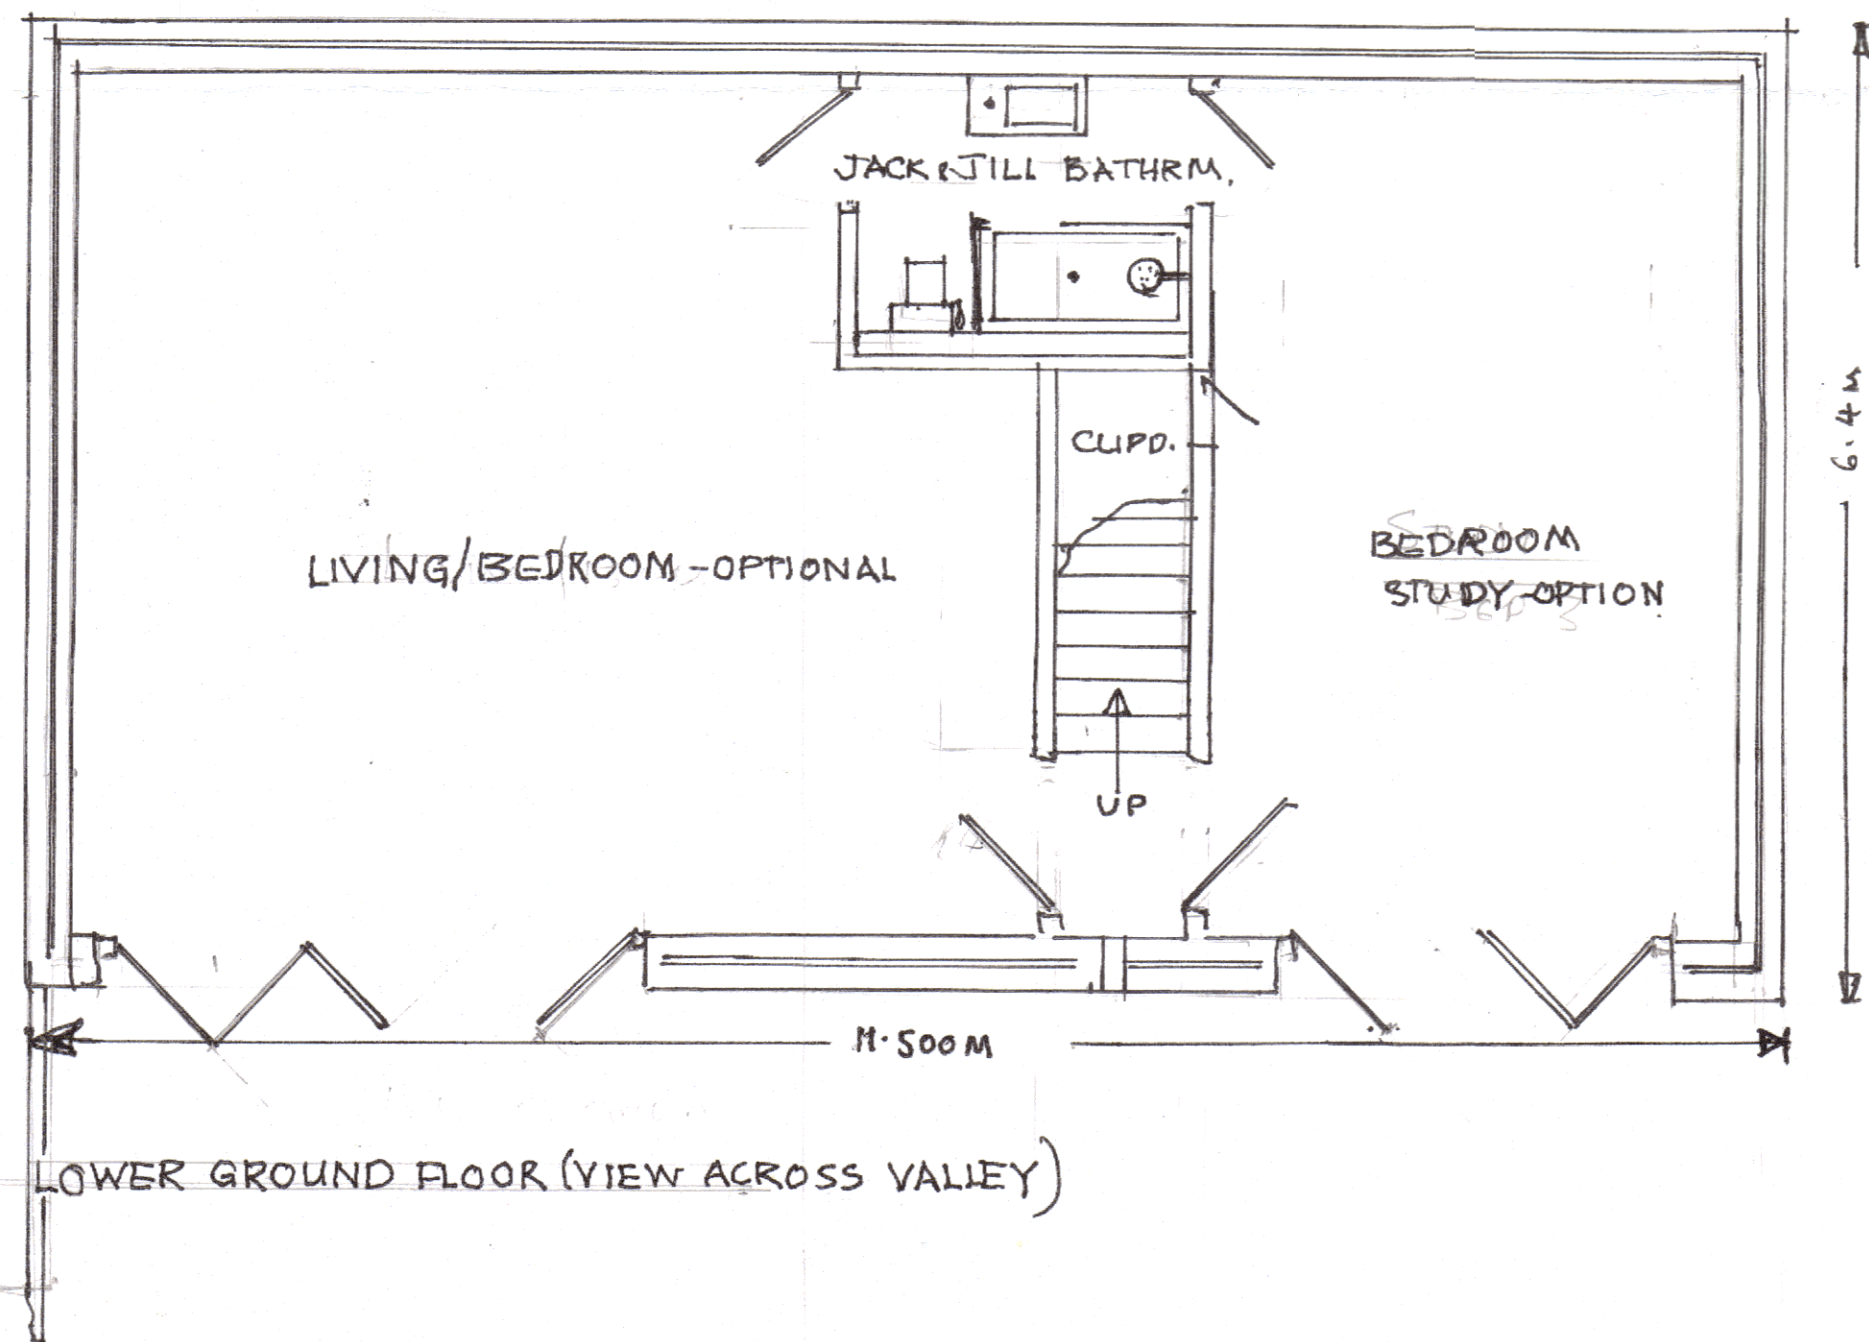 JACK & JILL BATHRM.
CUPD.
LIVING/BEDROOM-OPTIONAL
BEDROOM
STUDY-OPTION
6.4M
UP
11.500M
LOWER GROUND FLOOR (VIEW ACROSS VALLEY)